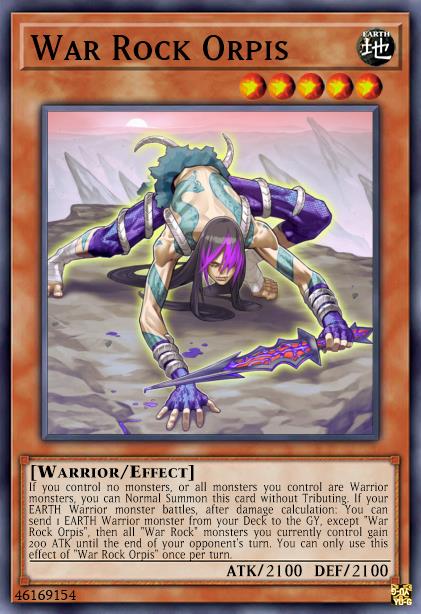 War Rock Orpis
EARTH
地
[Warrior/Effect]
If you control no monsters, or all monsters you control are Warrior
monsters, you can Normal Summon this card without Tributing. If your
EARTH Warrior monster battles, after damage calculation: You can
send 1 EARTH Warrior monster from your Deck to the GY, except "War
Rock Orpis", then all "War Rock" monsters you currently control gain
200 ATK until the end of your opponent's turn. You can only use this
effect of "War Rock Orpis" once per turn.
ATK/2100 DEF/2100
46169154